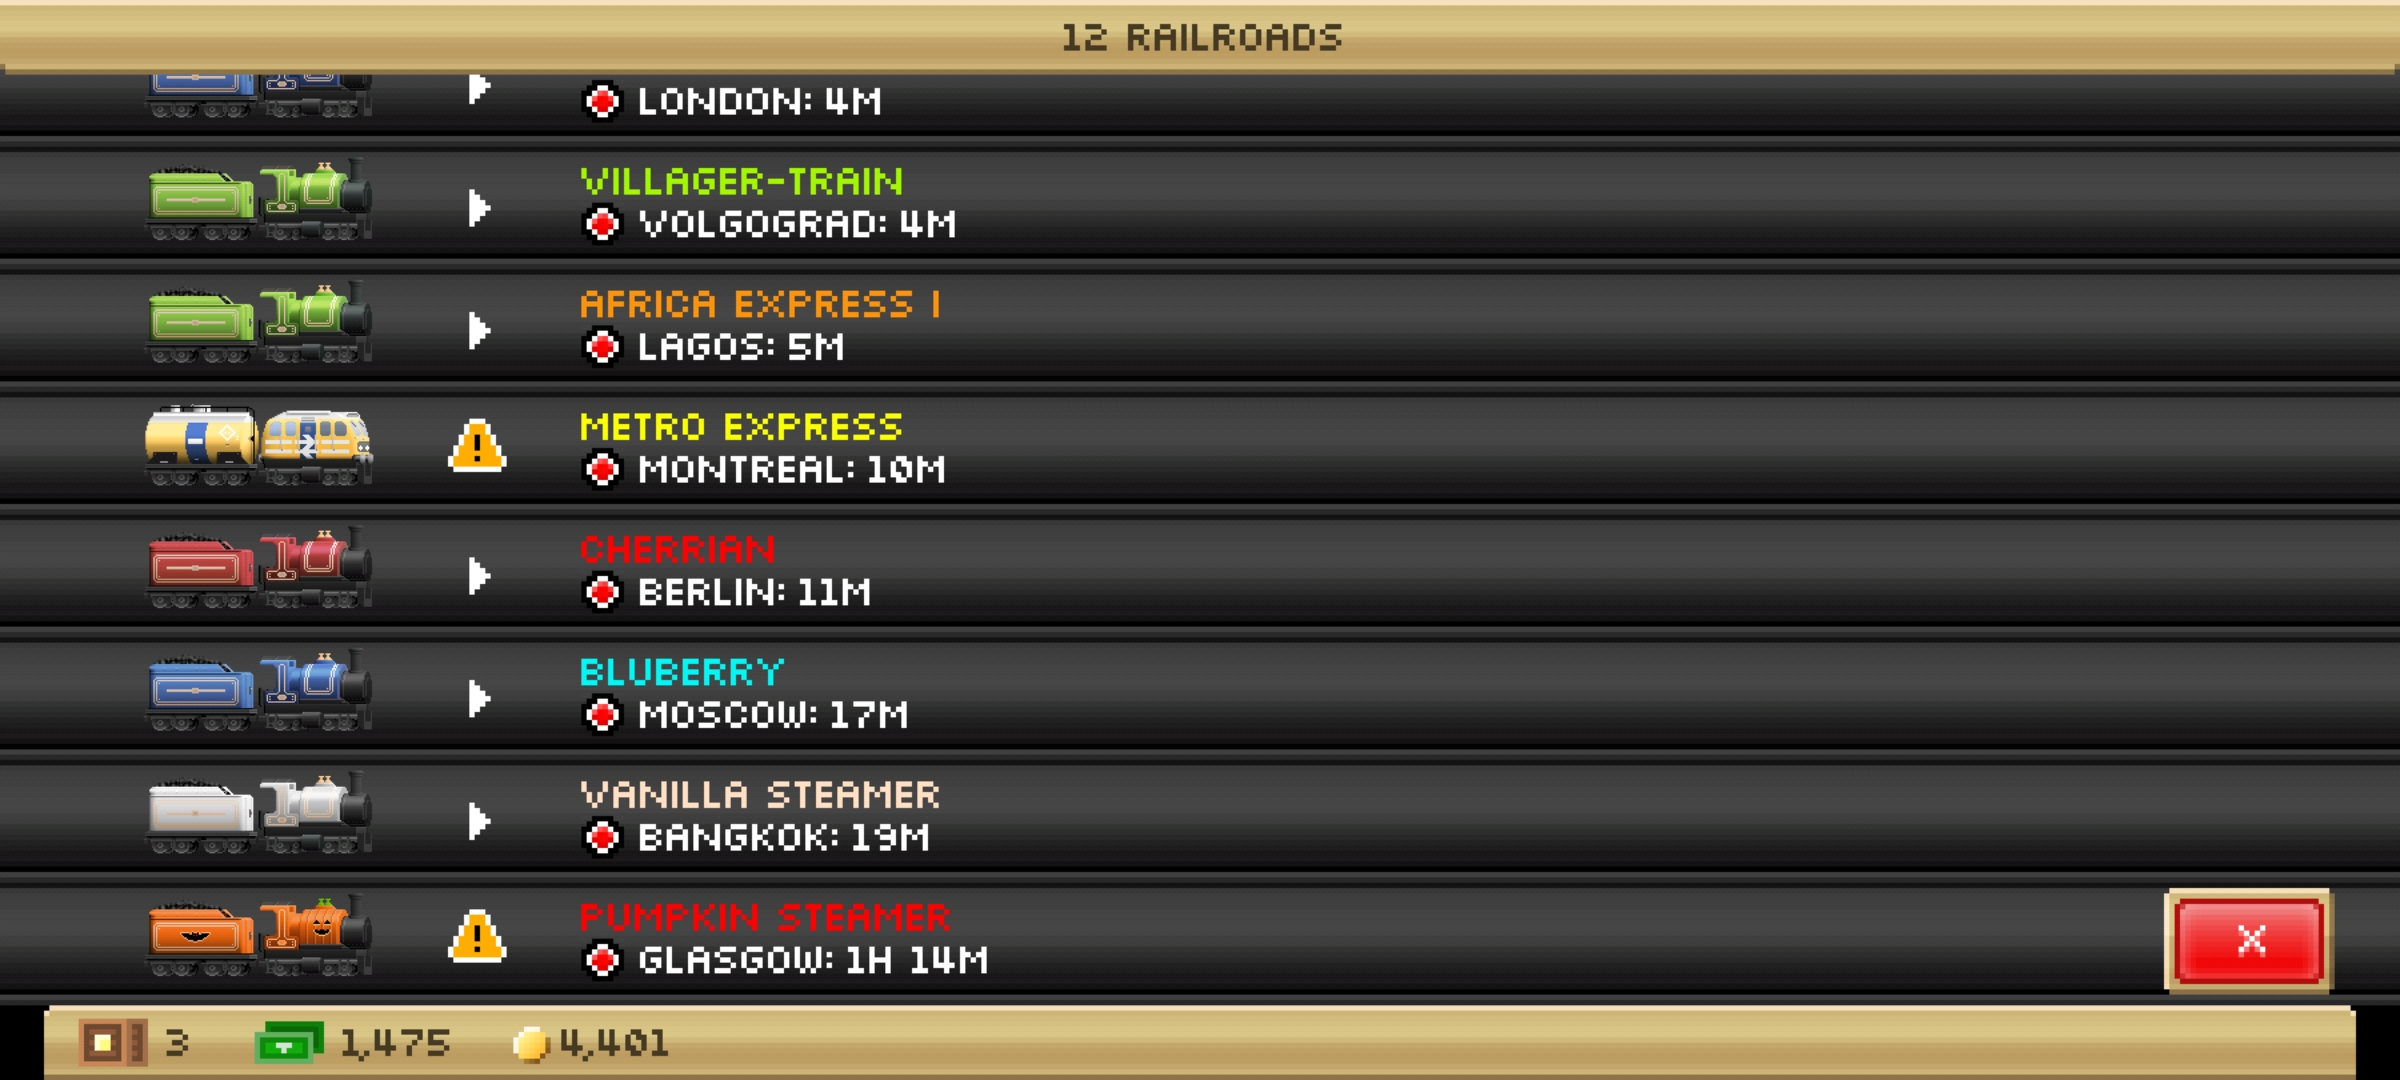 12 RAILROADS
LONDON: 4M
VILLAGER-TRAIN
VOLGOGRAD: 4M
AFRICA EXPRESS I
LAGOS: 5M
METRO EXPRESS
MONTREAL: 10M
CHERRIAN
BERLIN: 11M
BLUBERRY
MOSCOW: 17M
VANILLA STEAMER
BANGKOK: 19M
PUMPKIN STEAMER
GLASGOW: 1H 14M
X
3 1,475 4,401